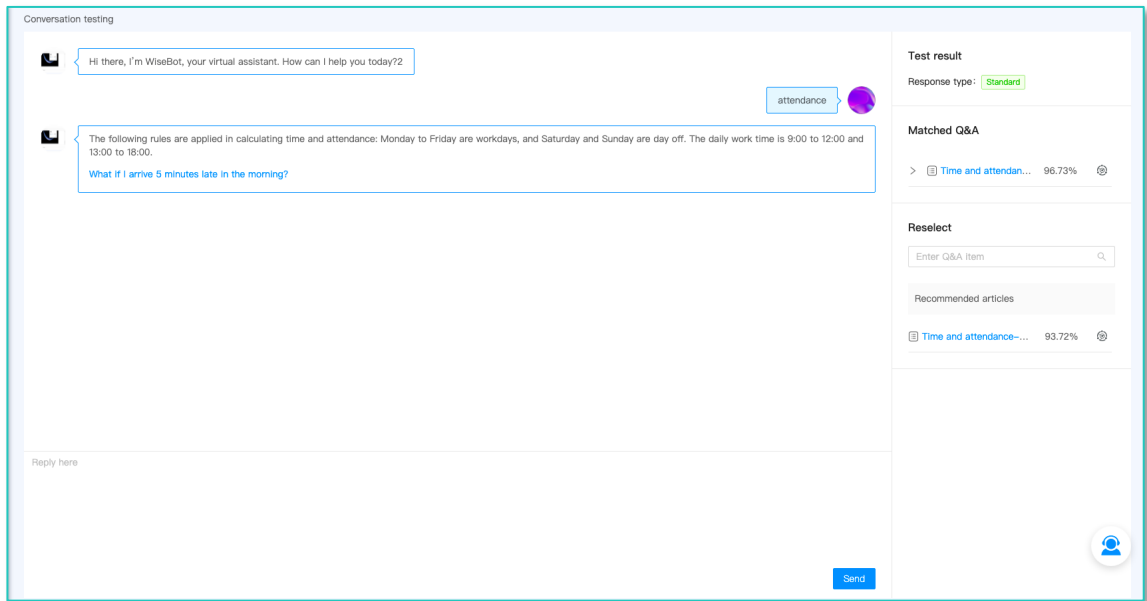 Conversation testing
Hi there, I'm WiseBot, your virtual assistant. How can I help you today?2
attendance
The following rules are applied in calculating time and attendance: Monday to Friday are workdays, and Saturday and Sunday are day off. The daily work time is 9:00 to 12:00 and
13:00 to 18:00.
What if I arrive 5 minutes late in the morning?
Reply here
Send
Test result
Response type: Standard
Matched Q&A
Time and attendan... 96.73%
Reselect
Enter Q&A item
Recommended articles
Time and attendance-... 93.72%